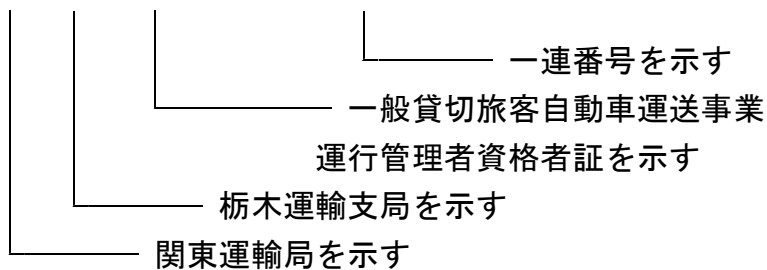 一連番号を示す
一般貸切旅客自動車運送事業
運行管理者資格者証を示す
栃木運輸支局を示す
関東運輸局を示す